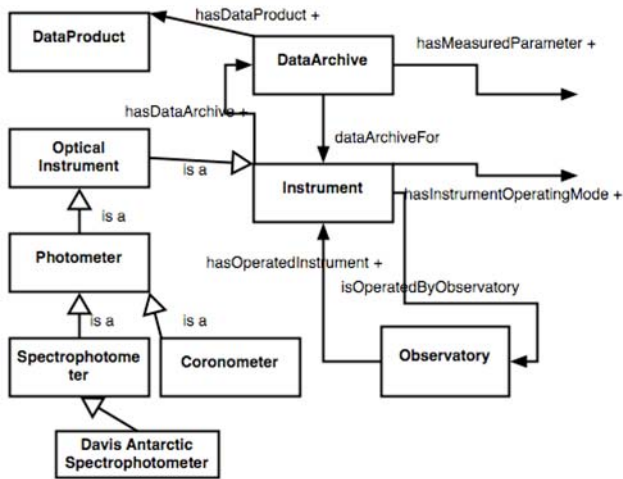 hasDataProduct +
DataProduct
DataArchive
hasMeasuredParameter +
hasDataArchive +
dataArchiveFor
Optical
Instrument
is a
Instrument
hasInstrumentOperatingMode +
is a
Photometer
hasOperatedInstrument +
isOperatedByObservatory
is a
is a
Spectrophotome
ter
Coronometer
Observatory
Davis Antarctic
Spectrophotometer